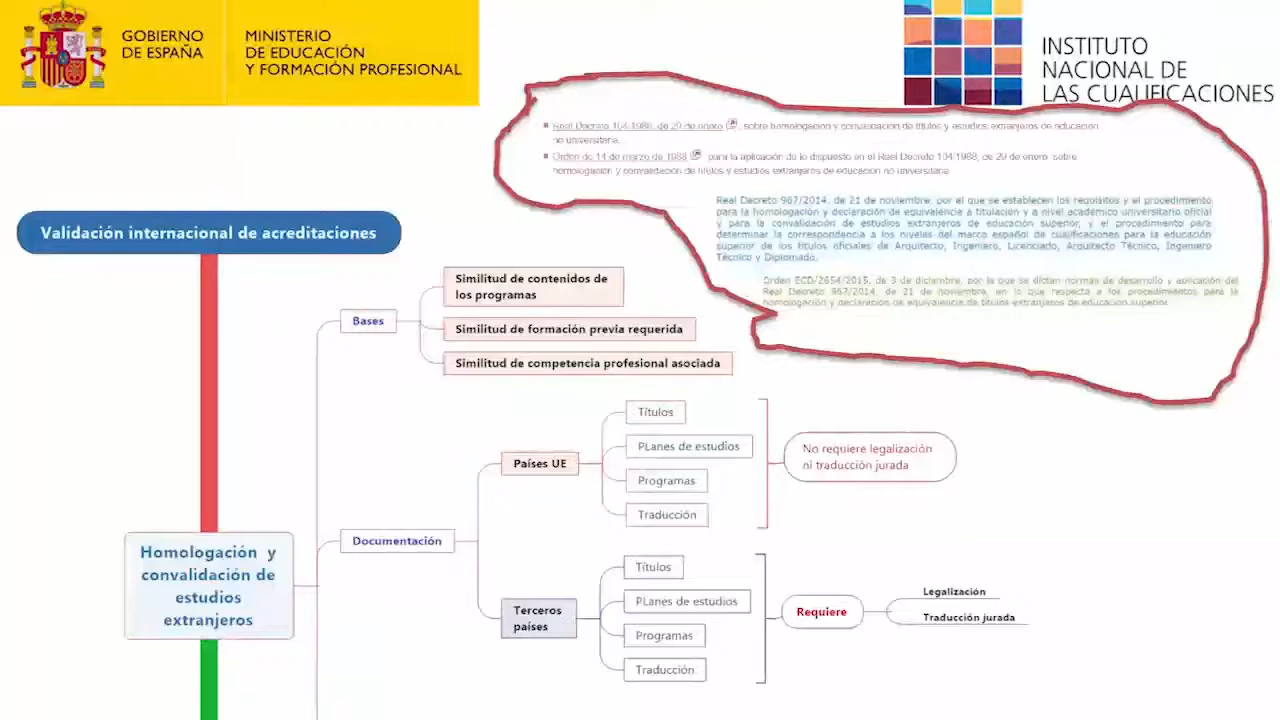 GOBIERNO
DE ESPAÑA
MINISTERIO
DE EDUCACIÓN
Y FORMACIÓN PROFESIONAL
INSTITUTO
NACIONAL DE
LAS CUALIFICACIONES
Real Decreto 104/1988, de 29 de enero, sobre homologación y convalidación de títulos y estudios extranjeros de educación
no universitaria.
Orden de 14 de marzo de 1988 para la aplicación de lo dispuesto en el Real Decreto 104/1988, de 29 de enero sobre
homologación y convalidación de títulos y estudios extranjeros de educación no universitaria
Real Decreto 967/2014, de 21 de noviembre, por el que se establecen los requisitos y el procedimiento
para la homologación y declaración de equivalencia a titulación y a nivel académico universitario oficial
y para la convalidación de estudios extranjeros de educación superior, y el procedimiento para
determinar la correspondencia a los niveles del marco español de cualificaciones para la educación
superior de los títulos oficiales de Arquitecto, Ingeniero, Licenciado, Arquitecto Técnico, Ingeniero
Técnico y Diplomado.
Orden ECD/2654/2015, de 3 de diciembre, por la que se dictan normas de desarrollo y aplicación del
Real Decreto 967/2014, de 21 de noviembre, en lo que respecta a los procedimientos para la
homologación y declaración de equivalencia de títulos extranjeros de educación superior.
Validación internacional de acreditaciones
Similitud de contenidos de
los programas
Bases
Similitud de formación previa requerida
Similitud de competencia profesional asociada
Títulos
PLanes de estudios
No requiere legalización
ni traducción jurada
Países UE
Programas
Traducción
Documentación
Homologación y
convalidación de
estudios
extranjeros
Títulos
PLanes de estudios
Terceros
países
Requiere
Legalización
Traducción jurada
Programas
Traducción